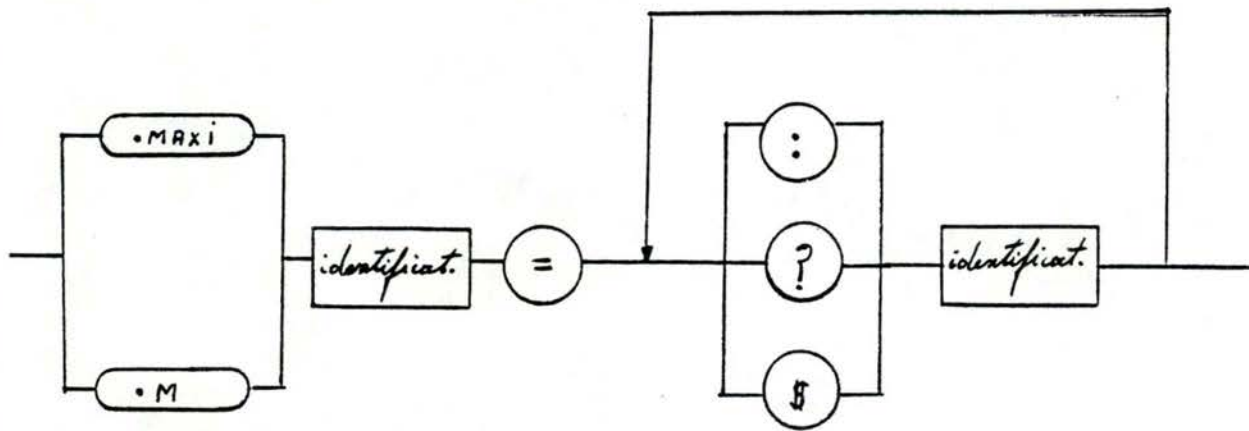 .MAXi
:
identificat.
=
?
identificat.
.M
$